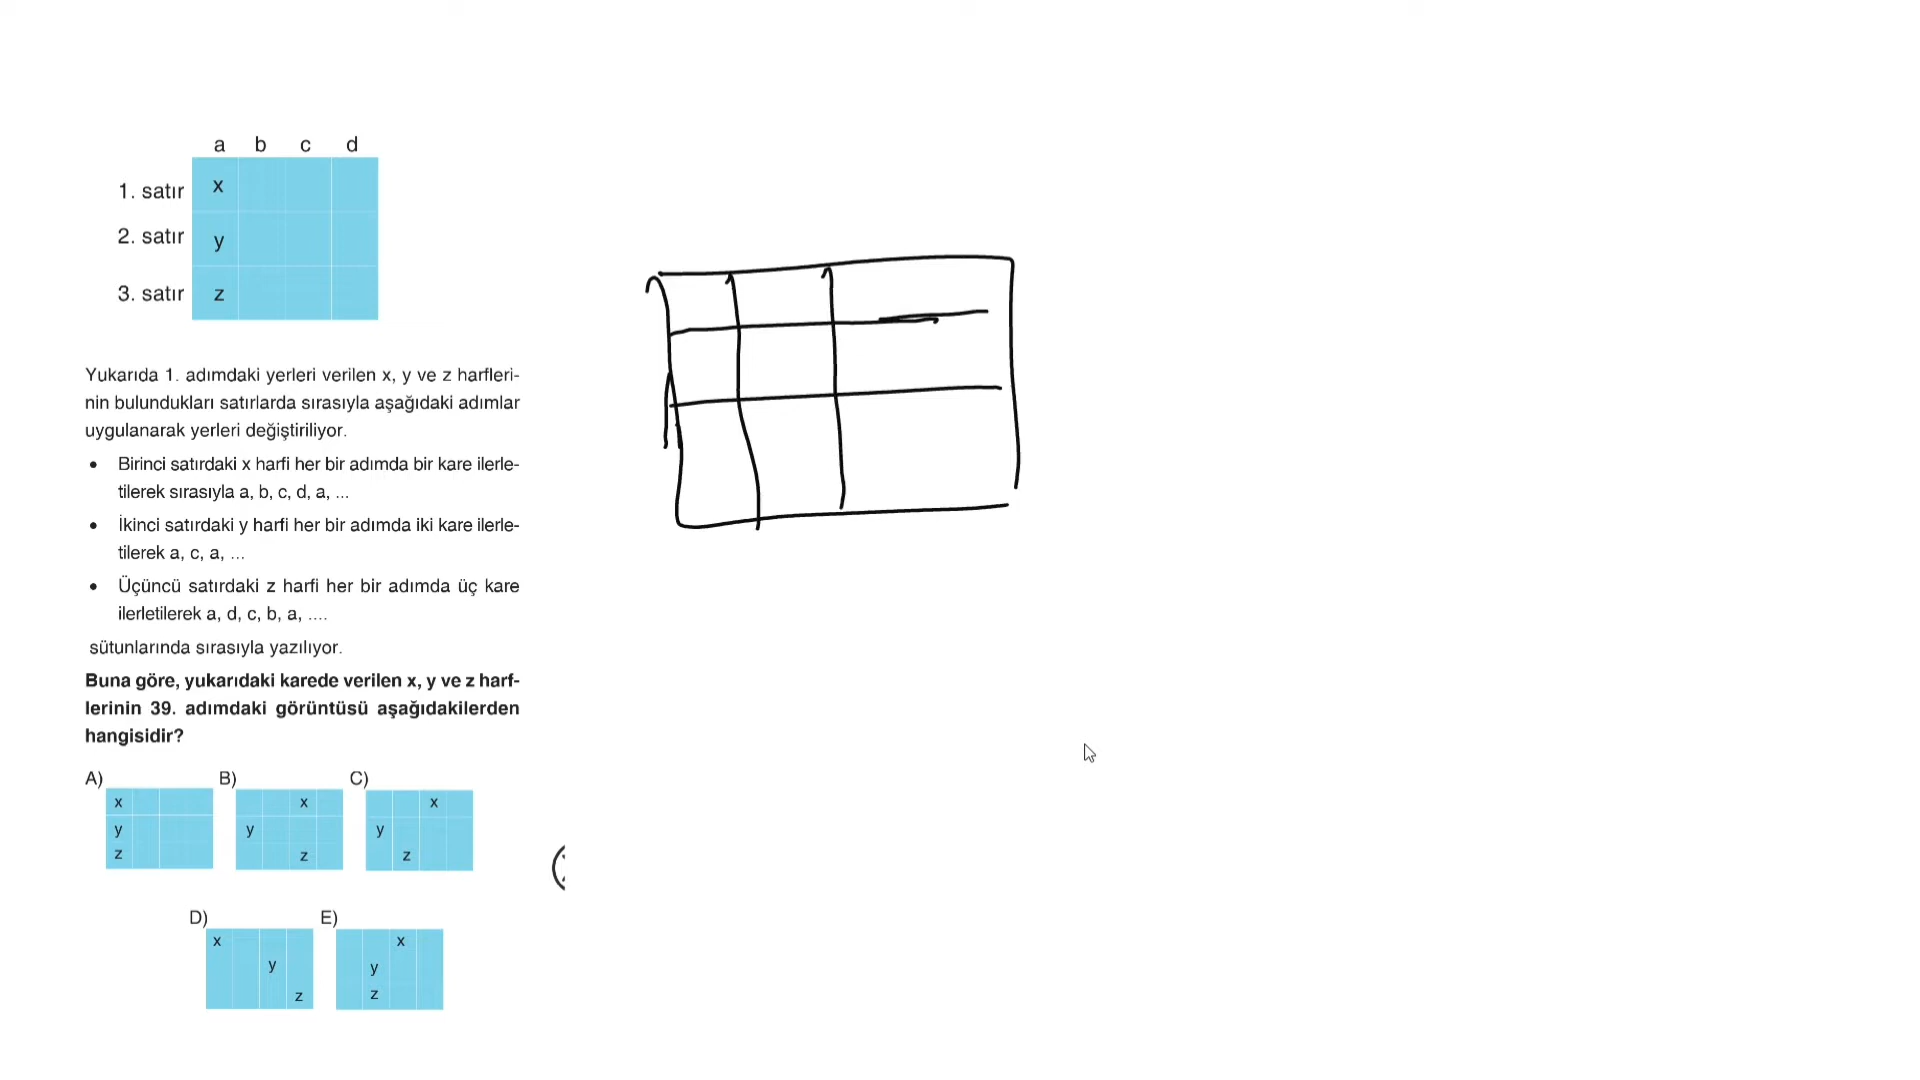 a b c d
1. satır x
2. satır y
3. satır z
Yukarıda 1. adımdaki yerleri verilen x, y ve z harfleri-
nin bulundukları satırlarda sırasıyla aşağıdaki adımlar
uygulanarak yerleri değiştiriliyor.
• Birinci satırdaki x harfi her bir adımda bir kare ilerle-
tilerek sırasıyla a, b, c, d, a, ...
• İkinci satırdaki y harfi her bir adımda iki kare ilerle-
tilerek a, c, a, ...
• Üçüncü satırdaki z harfi her bir adımda üç kare
ilerletilerek a, d, c, b, a, ....
sütunlarında sırasıyla yazılıyor.
Buna göre, yukarıdaki karede verilen x, y ve z harf-
lerinin 39. adımdaki görüntüsü aşağıdakilerden
hangisidir?
A) B) C)
x x x
y y y
z z z
D) E)
x x
y y
z z